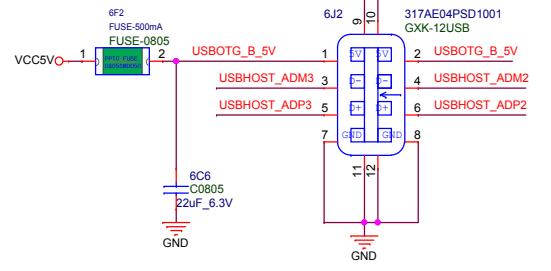 6F2
FUSE-500mA
FUSE-0805
VCC5V
1
2
PPTC FUSE
USBOTG_B_5V
6C6
C0805
22uF_6.3V
GND
6J2
317AE04PSD1001
GXK-12USB
9
10
1
5V
5V
2
USBOTG_B_5V
USBHOST_ADM3
3
D-
D-
4
USBHOST_ADM2
USBHOST_ADP3
5
D+
D+
6
USBHOST_ADP2
7
GND
GND
8
11
12
GND